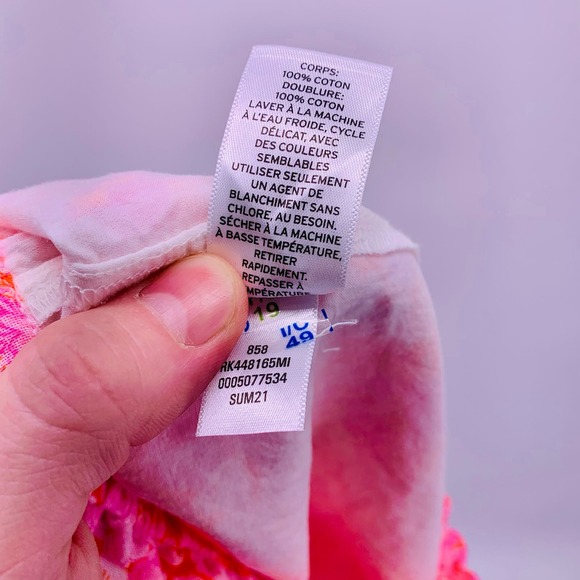 CORPS:
100% COTON
DOUBLURE:
100% COTON
LAVER À LA MACHINE
À L'EAU FROIDE, CYCLE
DÉLICAT, AVEC
DES COULEURS
SEMBLABLES
UTILISER SEULEMENT
UN AGENT DE
BLANCHIMENT SANS
CHLORE, AU BESOIN.
SÉCHER À LA MACHINE
À BASSE TEMPÉRATURE,
RETIRER
RAPIDEMENT.
REPASSER À
19
49
858
RK448165MI
0005077534
SUM21